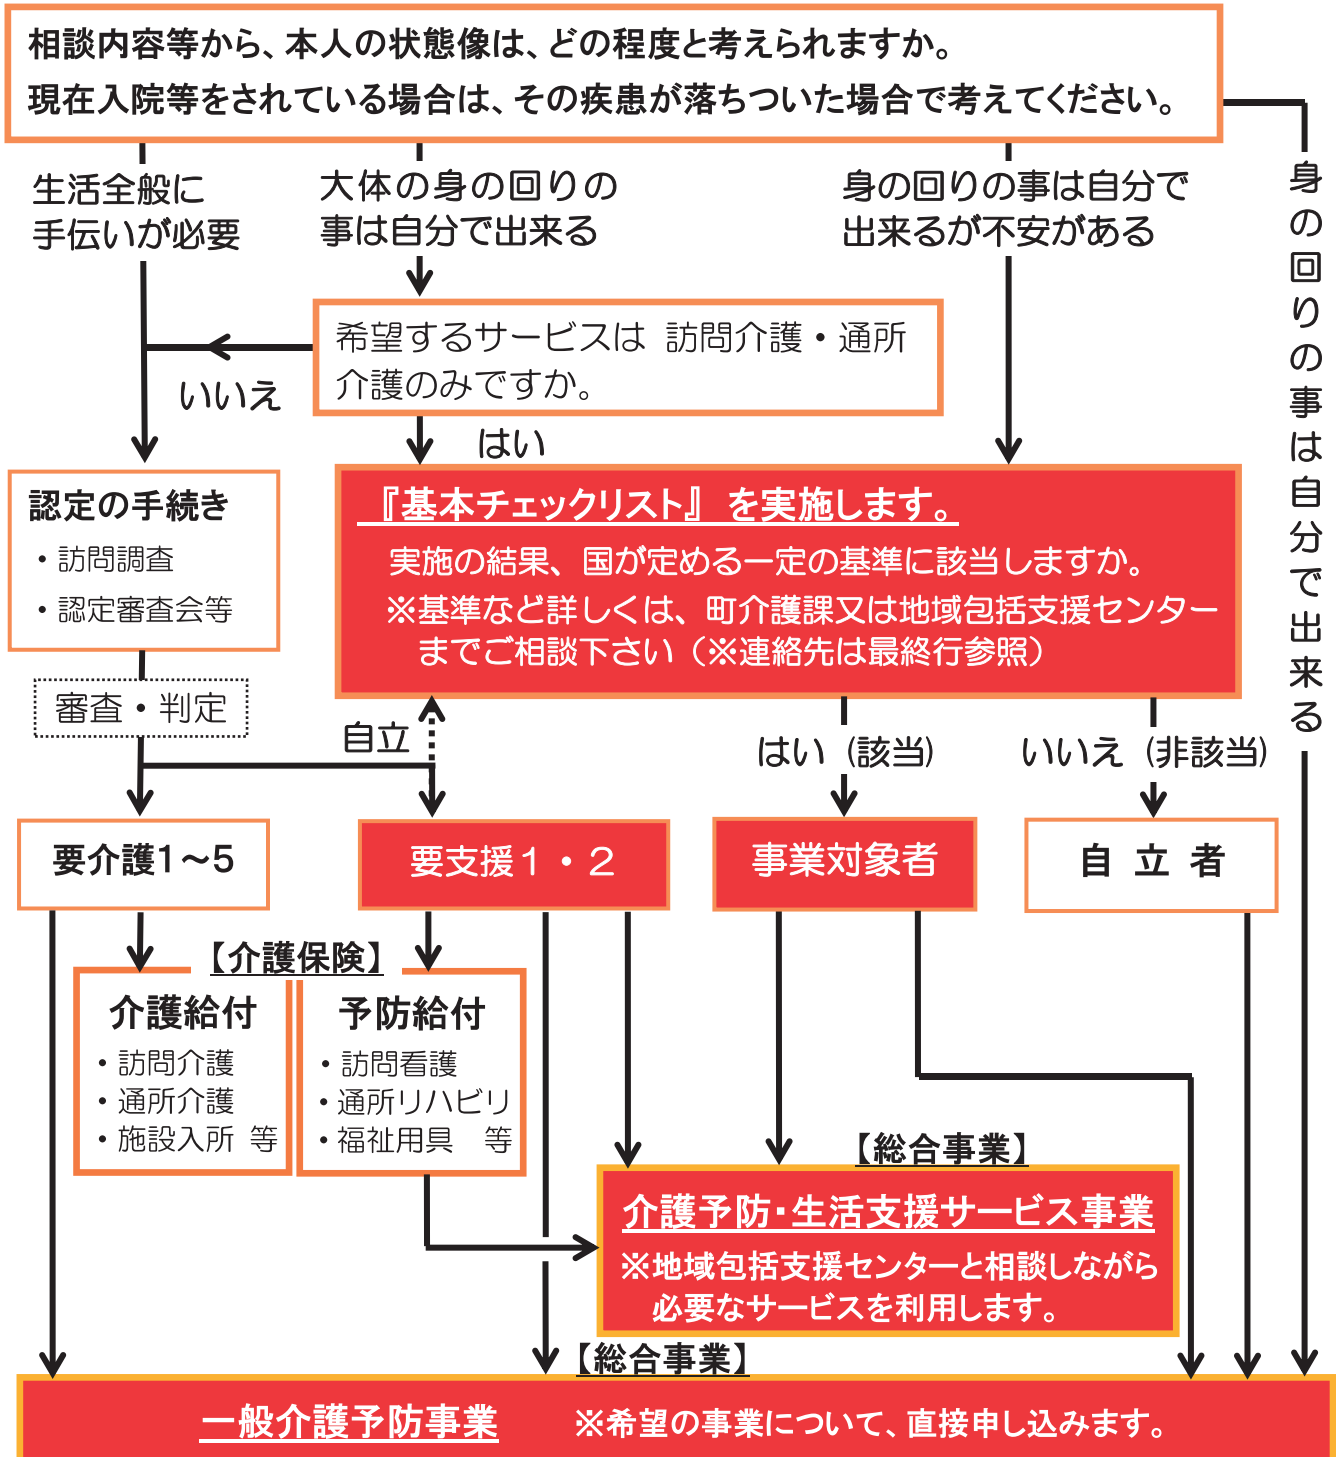 相談内容等から、本人の状態像は、どの程度と考えられますか。
現在入院等をされている場合は、その疾患が落ちついた場合で考えてください。
生活全般に
手伝いが必要
大体の身の回りの
事は自分で出来る
身の回りの事は自分で
出来るが不安がある
身の回りの事は自分で出来る
希望するサービスは 訪問介護・通所
介護のみですか。
いいえ
はい
認定の手続き
・訪問調査
・認定審査会等
『基本チェックリスト』 を実施します。
実施の結果、国が定める一定の基準に該当しますか。
※基準など詳しくは、町介護課又は地域包括支援センター
までご相談下さい（※連絡先は最終行参照）
審査・判定
自立
はい（該当）
いいえ（非該当）
要介護1～5
要支援１・２
事業対象者
自 立 者
【介護保険】
介護給付
・訪問介護
・通所介護
・施設入所 等
予防給付
・訪問看護
・通所リハビリ
・福祉用具 等
【総合事業】
介護予防・生活支援サービス事業
※地域包括支援センターと相談しながら
必要なサービスを利用します。
【総合事業】
一般介護予防事業 ※希望の事業について、直接申し込みます。